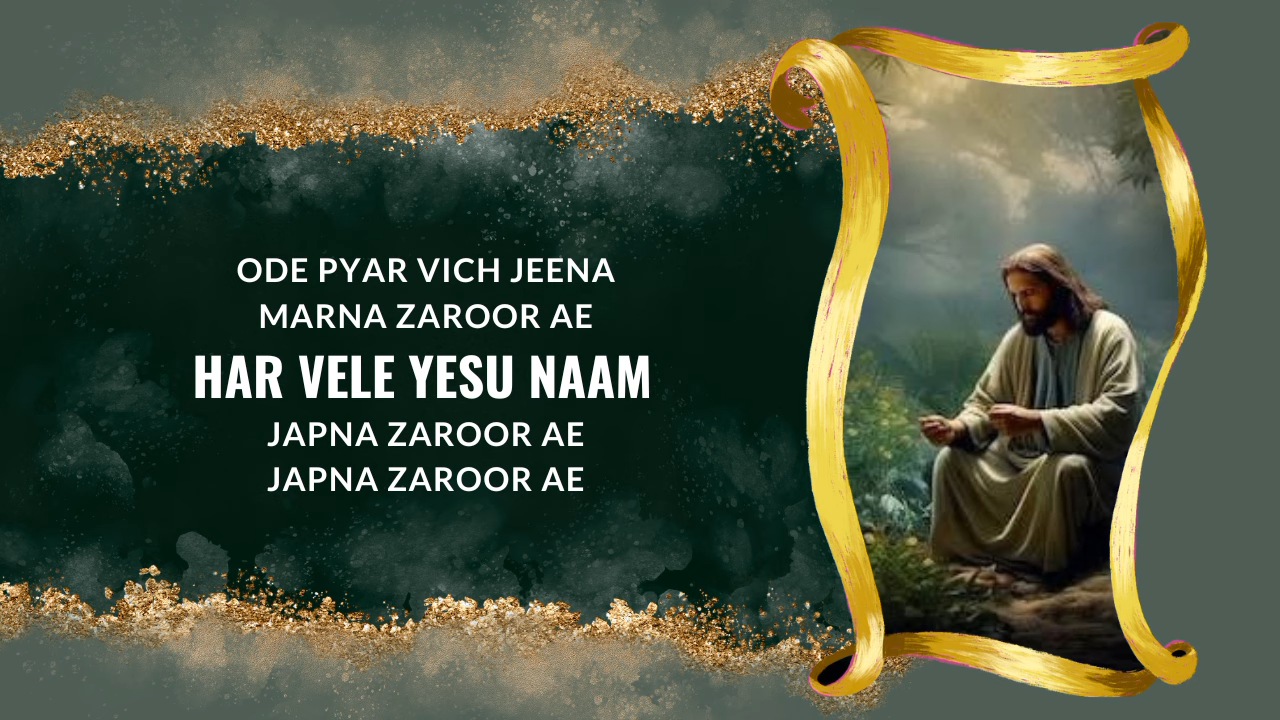 ODE PYAR VICH JEENA
MARNA ZAROOR AE
HAR VELE YESU NAAM
JAPNA ZAROOR AE
JAPNA ZAROOR AE